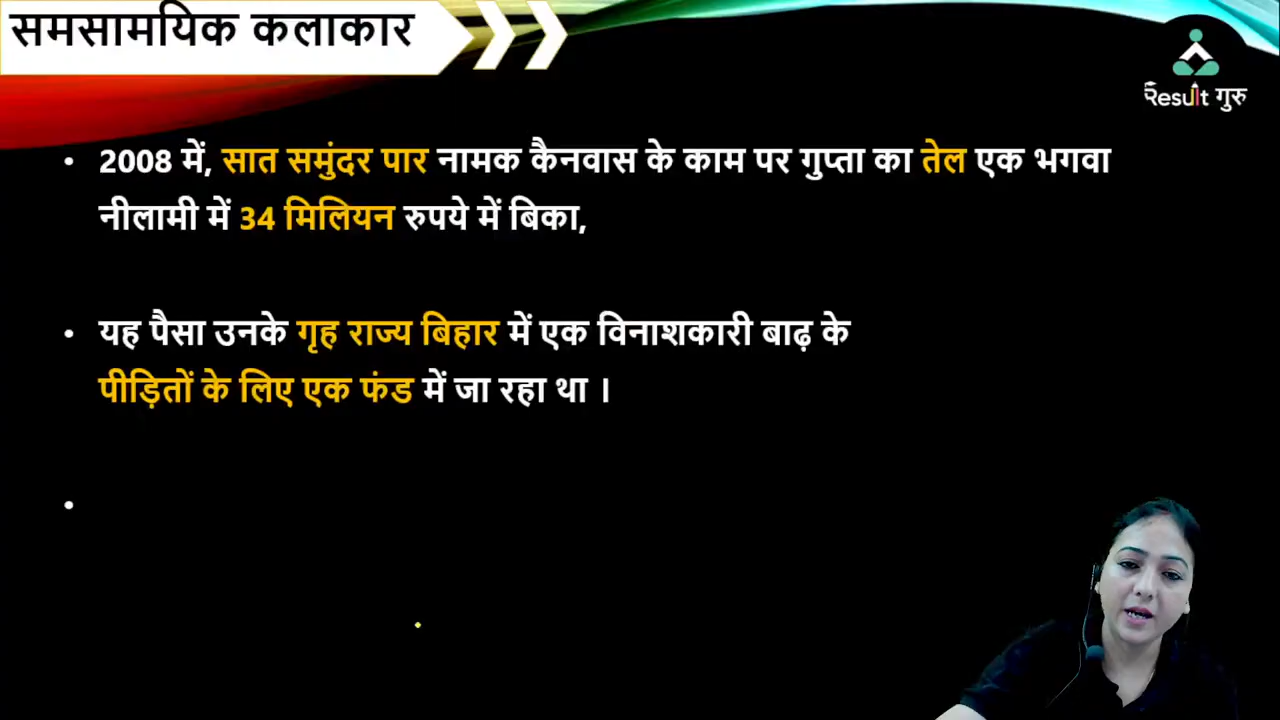 समसामयिक कलाकार
Result गुरु
• 2008 में, सात समुंदर पार नामक कैनवास के काम पर गुप्ता का तेल एक भगवा
नीलामी में 34 मिलियन रुपये में बिका,
• यह पैसा उनके गृह राज्य बिहार में एक विनाशकारी बाढ़ के
पीड़ितों के लिए एक फंड में जा रहा था ।
•